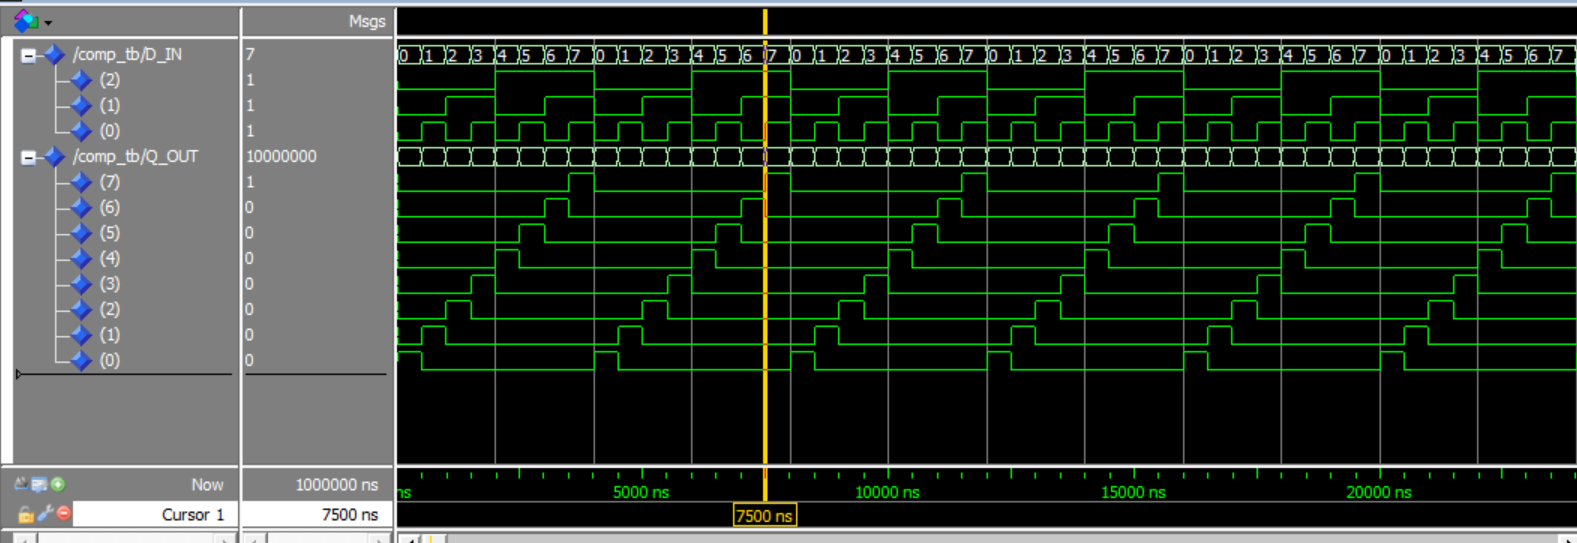 Msgs
/comp_tb/D_IN 7 0 1 2 3 4 5 6 7 0 1 2 3 4 5 6 7 0 1 2 3 4 5 6 7 0 1 2 3 4 5 6 7 0 1 2 3 4 5 6 7 0 1 2 3 4 5 6 7
(2) 1
(1) 1
(0) 1
/comp_tb/Q_OUT 10000000
(7) 1
(6) 0
(5) 0
(4) 0
(3) 0
(2) 0
(1) 0
(0) 0
Now 1000000 ns ns 5000 ns 10000 ns 15000 ns 20000 ns
Cursor 1 7500 ns 7500 ns